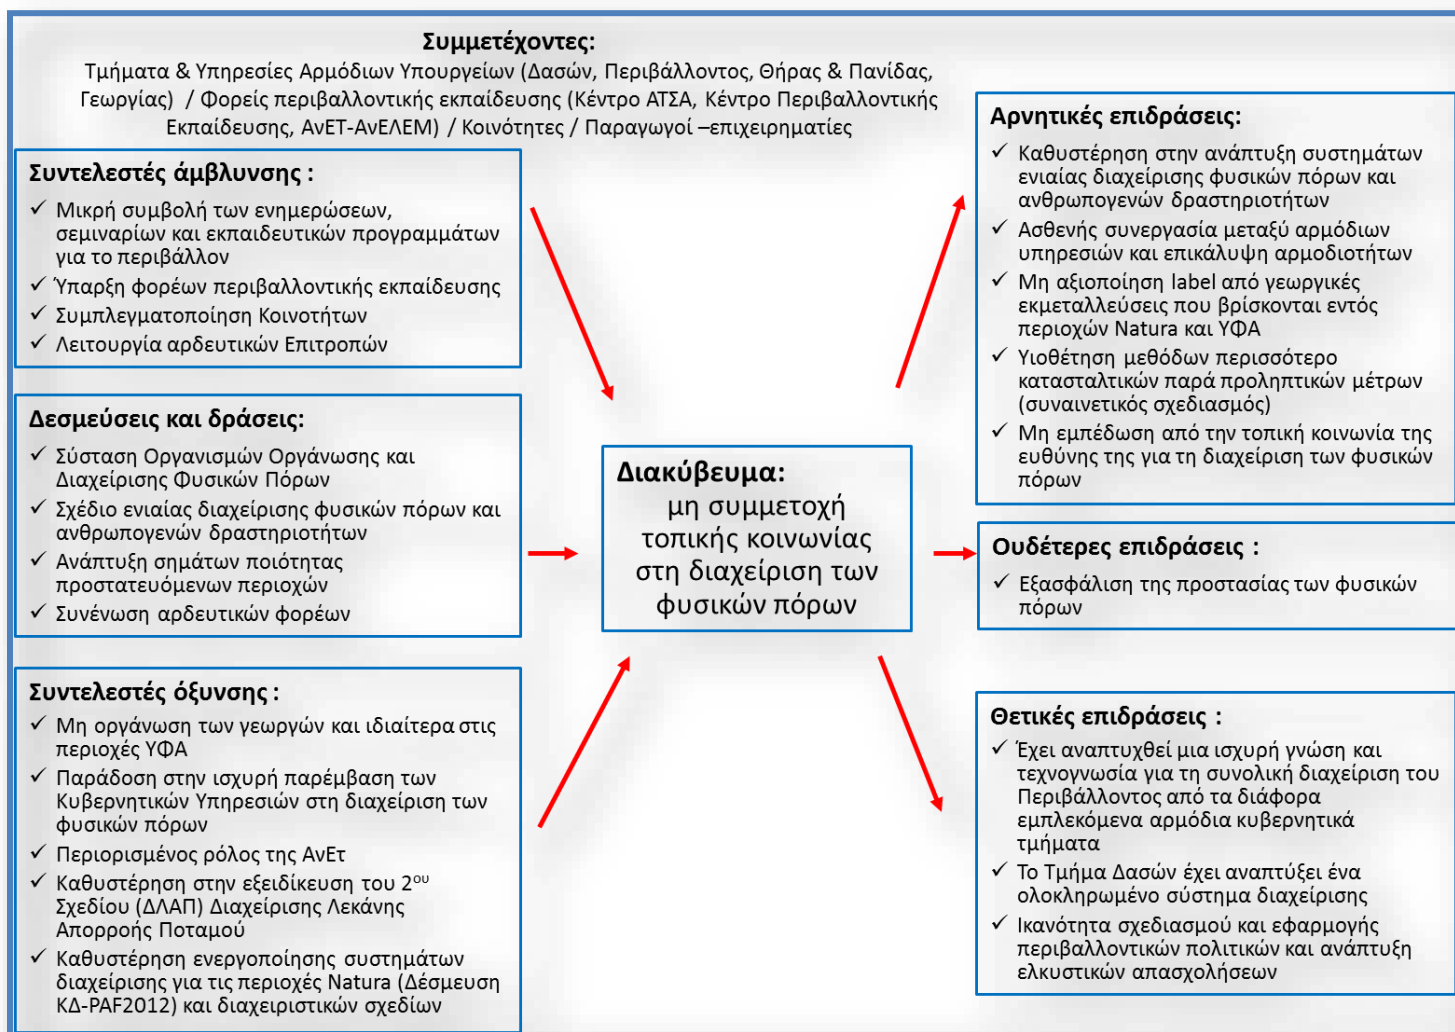 Συμμετέχοντες:
Τμήματα & Υπηρεσίες Αρμόδιων Υπουργείων (Δασών, Περιβάλλοντος, Θήρας & Πανίδας,
Γεωργίας) / Φορείς περιβαλλοντικής εκπαίδευσης (Κέντρο ΑΤΣΑ, Κέντρο Περιβαλλοντικής
Εκπαίδευσης, ΑνΕΤ-ΑνΕΛΕΜ) / Κοινότητες / Παραγωγοί –επιχειρηματίες
Συντελεστές άμβλυνσης :
✓ Μικρή συμβολή των ενημερώσεων,
σεμιναρίων και εκπαιδευτικών προγραμμάτων
για το περιβάλλον
✓ Ύπαρξη φορέων περιβαλλοντικής εκπαίδευσης
✓ Συμπλεγματοποίηση Κοινοτήτων
✓ Λειτουργία αρδευτικών Επιτροπών
Δεσμεύσεις και δράσεις:
✓ Σύσταση Οργανισμών Οργάνωσης και
Διαχείρισης Φυσικών Πόρων
✓ Σχέδιο ενιαίας διαχείρισης φυσικών πόρων και
ανθρωπογενών δραστηριοτήτων
✓ Ανάπτυξη σημάτων ποιότητας
προστατευόμενων περιοχών
✓ Συνένωση αρδευτικών φορέων
Συντελεστές όξυνσης :
✓ Μη οργάνωση των γεωργών και ιδιαίτερα στις
περιοχές ΥΦΑ
✓ Παράδοση στην ισχυρή παρέμβαση των
Κυβερνητικών Υπηρεσιών στη διαχείριση των
φυσικών πόρων
✓ Περιορισμένος ρόλος της ΑνΕτ
✓ Καθυστέρηση στην εξειδίκευση του 2ου
Σχεδίου (ΔΛΑΠ) Διαχείρισης Λεκάνης
Απορροής Ποταμού
✓ Καθυστέρηση ενεργοποίησης συστημάτων
διαχείρισης για τις περιοχές Natura (Δέσμευση
ΚΔ-PAF2012) και διαχειριστικών σχεδίων
Διακύβευμα:
μη συμμετοχή
τοπικής κοινωνίας
στη διαχείριση των
φυσικών πόρων
Αρνητικές επιδράσεις:
✓ Καθυστέρηση στην ανάπτυξη συστημάτων
ενιαίας διαχείρισης φυσικών πόρων και
ανθρωπογενών δραστηριοτήτων
✓ Ασθενής συνεργασία μεταξύ αρμόδιων
υπηρεσιών και επικάλυψη αρμοδιοτήτων
✓ Μη αξιοποίηση label από γεωργικές
εκμεταλλεύσεις που βρίσκονται εντός
περιοχών Natura και ΥΦΑ
✓ Υιοθέτηση μεθόδων περισσότερο
κατασταλτικών παρά προληπτικών μέτρων
(συναινετικός σχεδιασμός)
✓ Μη εμπέδωση από την τοπική κοινωνία της
ευθύνης της για τη διαχείριση των φυσικών
πόρων
Ουδέτερες επιδράσεις :
✓ Εξασφάλιση της προστασίας των φυσικών
πόρων
Θετικές επιδράσεις :
✓ Έχει αναπτυχθεί μια ισχυρή γνώση και
τεχνογνωσία για τη συνολική διαχείριση του
Περιβάλλοντος από τα διάφορα
εμπλεκόμενα αρμόδια κυβερνητικά
τμήματα
✓ Το Τμήμα Δασών έχει αναπτύξει ένα
ολοκληρωμένο σύστημα διαχείρισης
✓ Ικανότητα σχεδιασμού και εφαρμογής
περιβαλλοντικών πολιτικών και ανάπτυξη
ελκυστικών απασχολήσεων